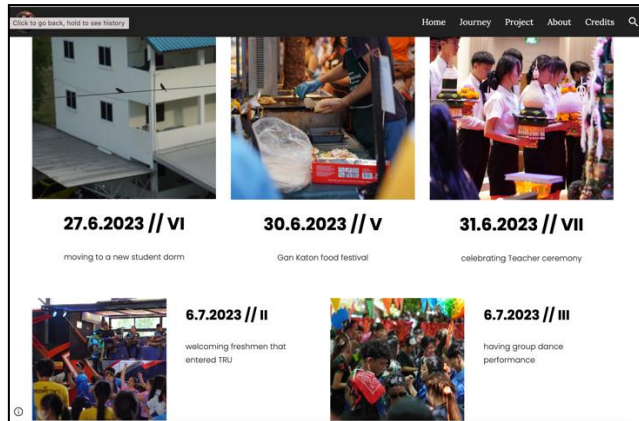 Click to go back, hold to see history
Home Journey Project About Credits
27.6.2023 // VI
30.6.2023 // V
31.6.2023 // VII
moving to a new student dorm
Gan Katon food festival
celebrating Teacher ceremony
6.7.2023 // II
welcoming freshmen that
entered TRU
6.7.2023 // III
having group dance
performance